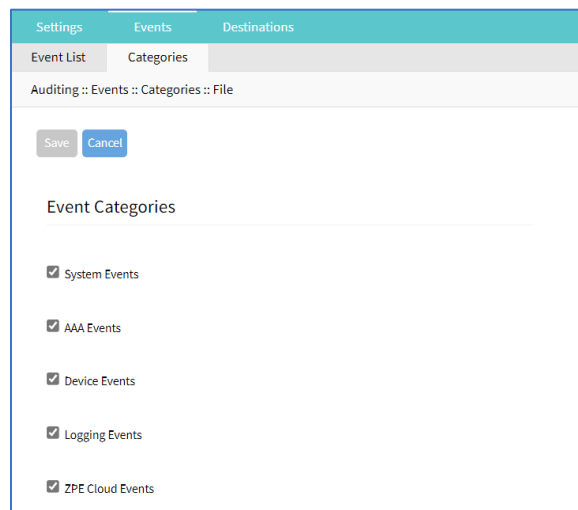 Settings Events Destinations
Event List Categories
Auditing :: Events :: Categories :: File
Save Cancel
Event Categories
System Events
AAA Events
Device Events
Logging Events
ZPE Cloud Events